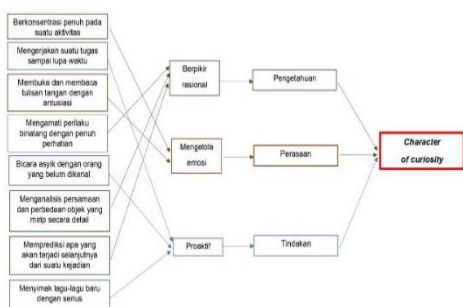 Berkonsentrasi penuh pada
suatu aktivitas
Mengerjakan suatu tugas
sampai lupa waktu
Membuka dan membaca
tulisan tangan dengan
antusiasi
Mengamati perilaku
binatang dengan penuh
perhatian
Bicara asyik dengan orang
yang belum dikenal
Menganalisis persamaan
dan perbedaan objek yang
mirip secara detail
Memprediksi apa yang
akan terjadi selanjutnya
dari suatu kejadian
Menyimak lagu-lagu baru
dengan serius
Berpikir
rasional
Mengelola
emosi
Proaktif
Pengetahuan
Perasaan
Tindakan
Character
of curiosity